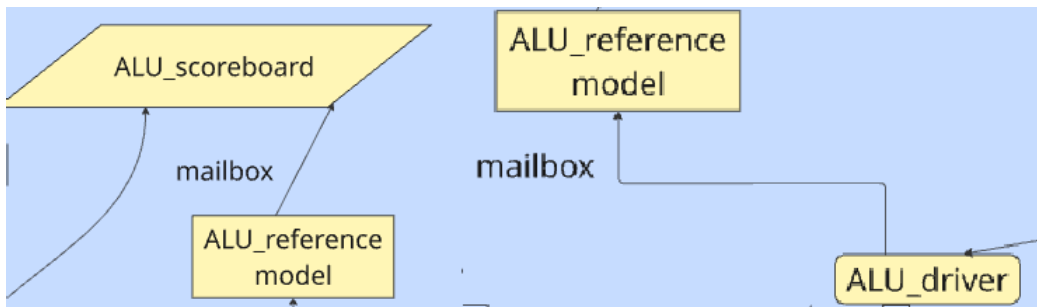 ALU_scoreboard
mailbox
ALU_reference
model
ALU_reference
model
mailbox
ALU_driver